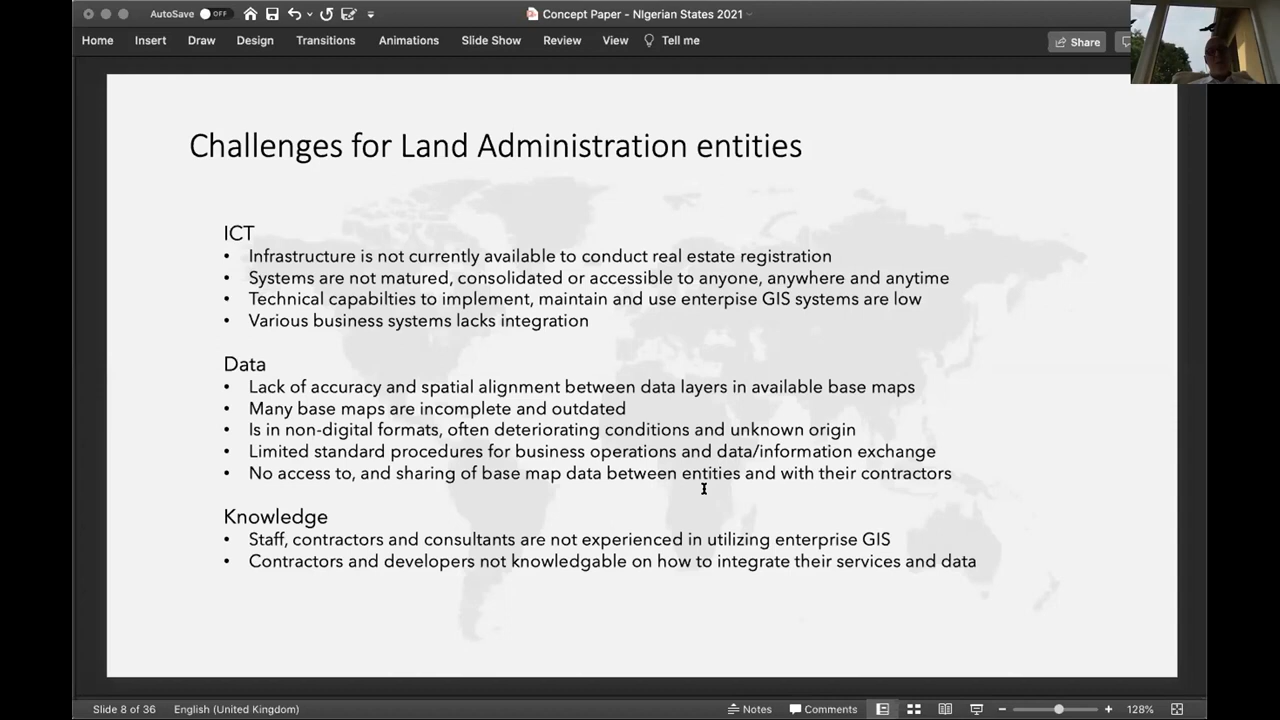 AutoSave OFF Concept Paper - NIgerian States 2021
Home Insert Draw Design Transitions Animations Slide Show Review View Tell me Share
Challenges for Land Administration entities
ICT
• Infrastructure is not currently available to conduct real estate registration
• Systems are not matured, consolidated or accessible to anyone, anywhere and anytime
• Technical capabilties to implement, maintain and use enterpise GIS systems are low
• Various business systems lacks integration
Data
• Lack of accuracy and spatial alignment between data layers in available base maps
• Many base maps are incomplete and outdated
• Is in non-digital formats, often deteriorating conditions and unknown origin
• Limited standard procedures for business operations and data/information exchange
• No access to, and sharing of base map data between entities and with their contractors
Knowledge
• Staff, contractors and consultants are not experienced in utilizing enterprise GIS
• Contractors and developers not knowledgable on how to integrate their services and data
Slide 8 of 36 English (United Kingdom) Notes Comments 128%